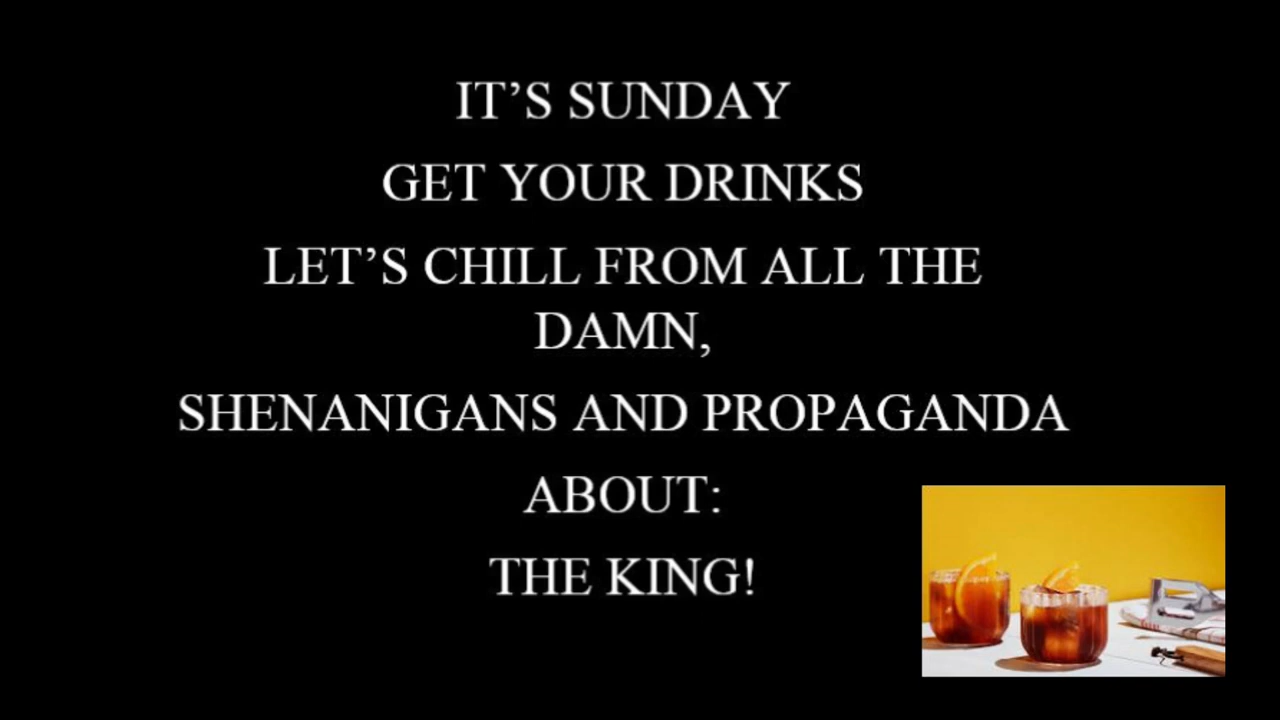 IT’S SUNDAY
GET YOUR DRINKS
LET’S CHILL FROM ALL THE
DAMN,
SHENANIGANS AND PROPAGANDA
ABOUT:
THE KING!